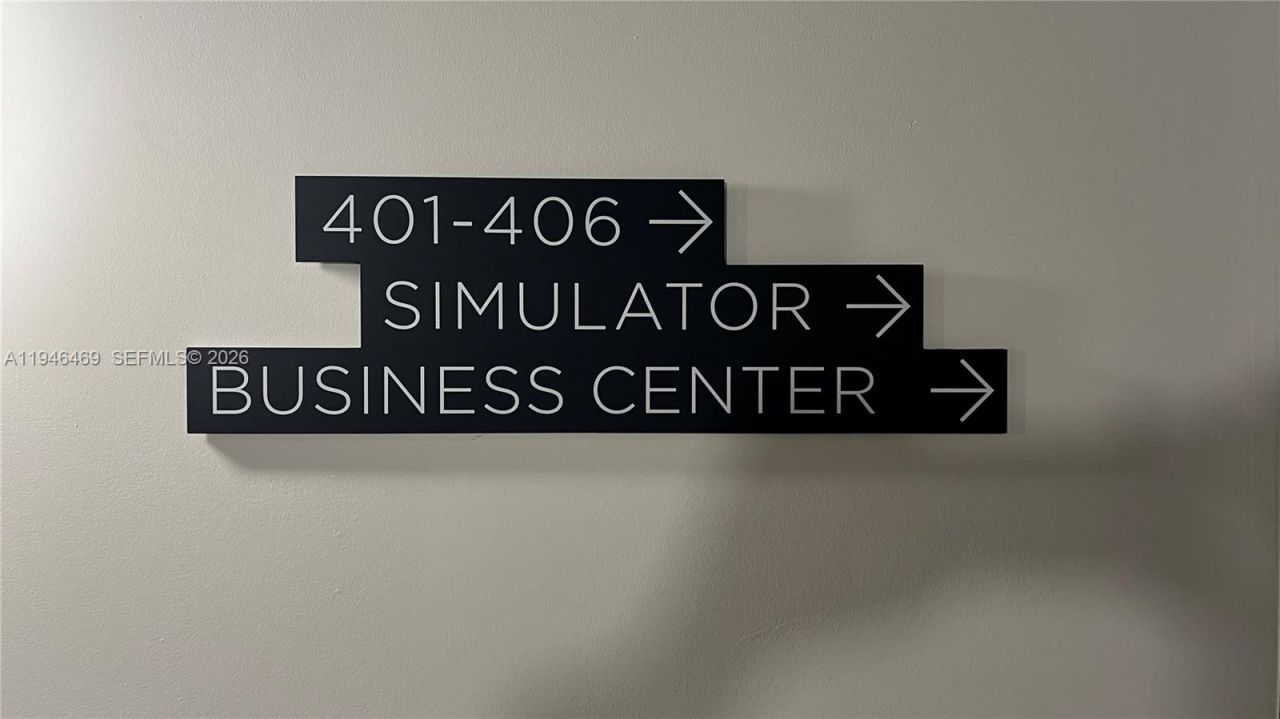 401-406 →
SIMULATOR →
A11946469 SEFMLS© 2026
BUSINESS CENTER →